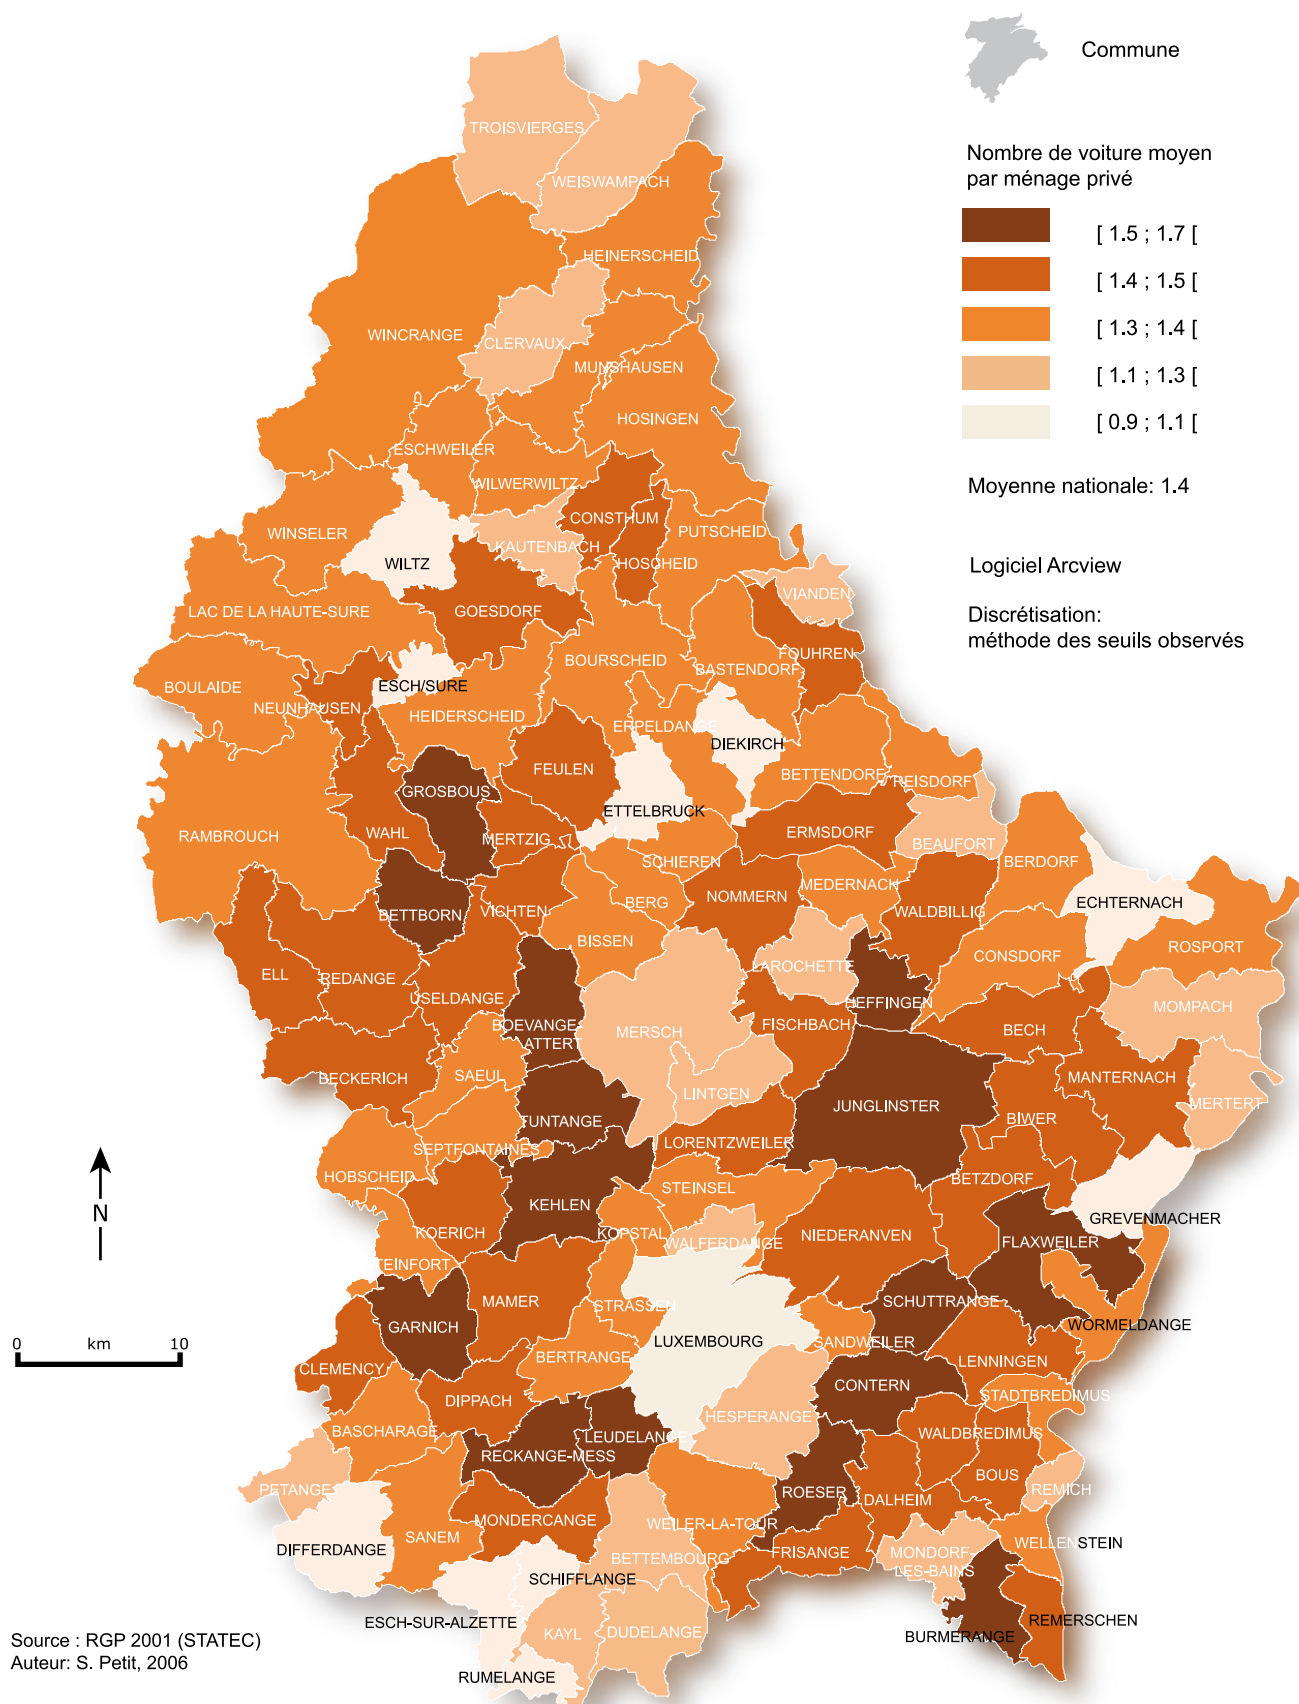 Commune
Nombre de voiture moyen
par ménage privé
[ 1.5 ; 1.7 [
[ 1.4 ; 1.5 [
[ 1.3 ; 1.4 [
[ 1.1 ; 1.3 [
[ 0.9 ; 1.1 [
Moyenne nationale: 1.4
Logiciel Arcview
Discrétisation:
méthode des seuils observés
TROISVIERGES
WEISWAMPACH
HEINERSCHEID
WINCRANGE
CLERVAUX
MUNSHAUSEN
HOSINGEN
ESCHWEILER
WILWERWILTZ
CONSTHUM
PUTSCHEID
WINSELER
KAUTENBACH
WILTZ
HOSCHEID
VIANDEN
LAC DE LA HAUTE-SURE
GOESDORF
FOUHREN
BOURSCHEID
BASTENDORF
BOULAIDE
ESCH/SURE
NEUNHAUSEN
HEIDERSCHEID
ERPELDANGE
DIEKIRCH
FEULEN
BETTENDORF
REISDORF
GROSBOUS
ETTELBRUCK
RAMBROUCH
WAHL
MERTZIG
ERMSDORF
BEAUFORT
SCHIEREN
BERDORF
MEDERNACH
NOMMERN
BERG
ECHTERNACH
BETTBORN
VICHTEN
WALDBILLIG
BISSEN
ROSPORT
CONSDORF
ELL
REDANGE
LAROCHETTE
USELDANGE
HEFFINGEN
MOMPACH
BOEVANGE-
ATTERT
MERSCH
FISCHBACH
BECH
BECKERICH
SAEUL
LINTGEN
MANTERNACH
JUNGLINSTER
MERTERT
TUNTANGE
BIWER
LORENTZWEILER
SEPTFONTAINES
HOBSCHEID
BETZDORF
STEINSEL
KEHLEN
N
GREVENMACHER
KOERICH
KOPSTAL
WALFERDANGE
NIEDERANVEN
FLAXWEILER
TEINFORT
MAMER
STRASSEN
SCHUTTRANGE
GARNICH
WORMELDANGE
LUXEMBOURG
SANDWEILER
0 km 10
BERTRANGE
LENNINGEN
CLEMENCY
CONTERN
DIPPACH
STADTBREDIMUS
HESPERANGE
BASCHARAGE
LEUDELANGE
WALDBREDIMUS
RECKANGE-MESS
BOUS
PETANGE
ROESER
DALHEIM
REMICH
MONDERCANGE
WEILER-LA-TOUR
SANEM
WELLENSTEIN
DIFFERDANGE
BETTEMBOURG
FRISANGE
MONDORF-
LES-BAINS
SCHIFFLANGE
ESCH-SUR-ALZETTE
REMERSCHEN
KAYL
DUDELANGE
BURMERANGE
RUMELANGE
Source : RGP 2001 (STATEC)
Auteur: S. Petit, 2006